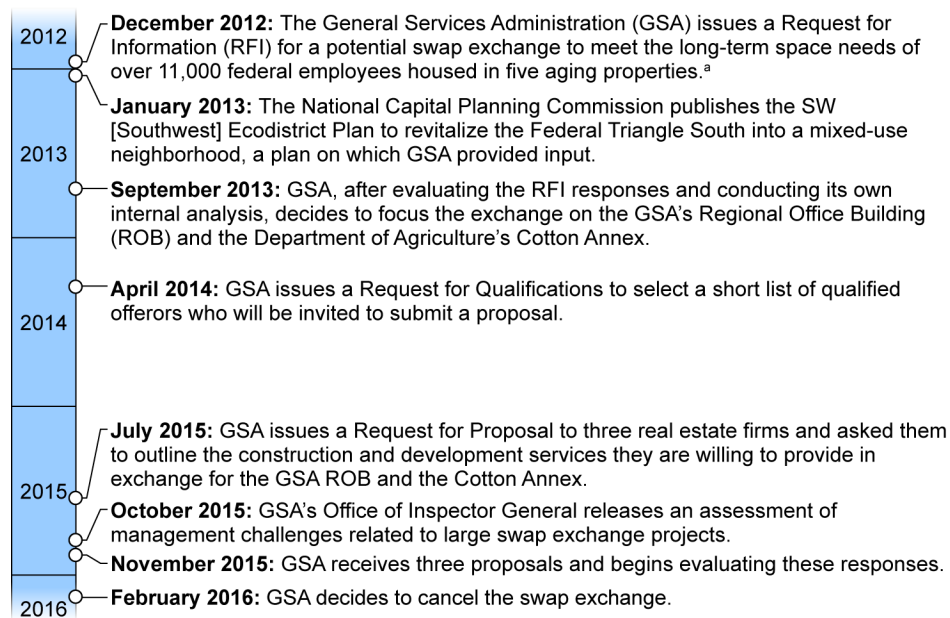 2012
December 2012: The General Services Administration (GSA) issues a Request for
Information (RFI) for a potential swap exchange to meet the long-term space needs of
over 11,000 federal employees housed in five aging properties.a
2013
January 2013: The National Capital Planning Commission publishes the SW
[Southwest] Ecodistrict Plan to revitalize the Federal Triangle South into a mixed-use
neighborhood, a plan on which GSA provided input.
September 2013: GSA, after evaluating the RFI responses and conducting its own
internal analysis, decides to focus the exchange on the GSA's Regional Office Building
(ROB) and the Department of Agriculture's Cotton Annex.
2014
April 2014: GSA issues a Request for Qualifications to select a short list of qualified
offerors who will be invited to submit a proposal.
2015
July 2015: GSA issues a Request for Proposal to three real estate firms and asked them
to outline the construction and development services they are willing to provide in
exchange for the GSA ROB and the Cotton Annex.
October 2015: GSA's Office of Inspector General releases an assessment of
management challenges related to large swap exchange projects.
November 2015: GSA receives three proposals and begins evaluating these responses.
2016
February 2016: GSA decides to cancel the swap exchange.